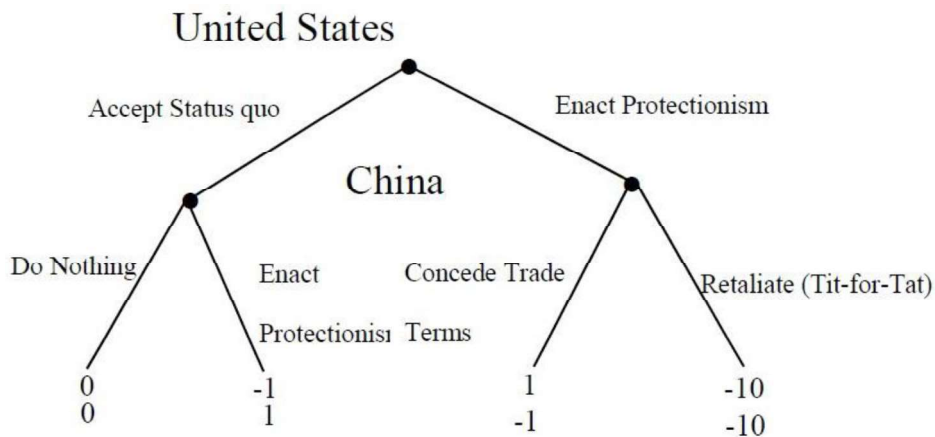 United States
Accept Status quo
Enact Protectionism
China
Do Nothing
Enact
Protectionisı
Concede Trade
Terms
Retaliate (Tit-for-Tat)
0
0
-1
1
1
-1
-10
-10